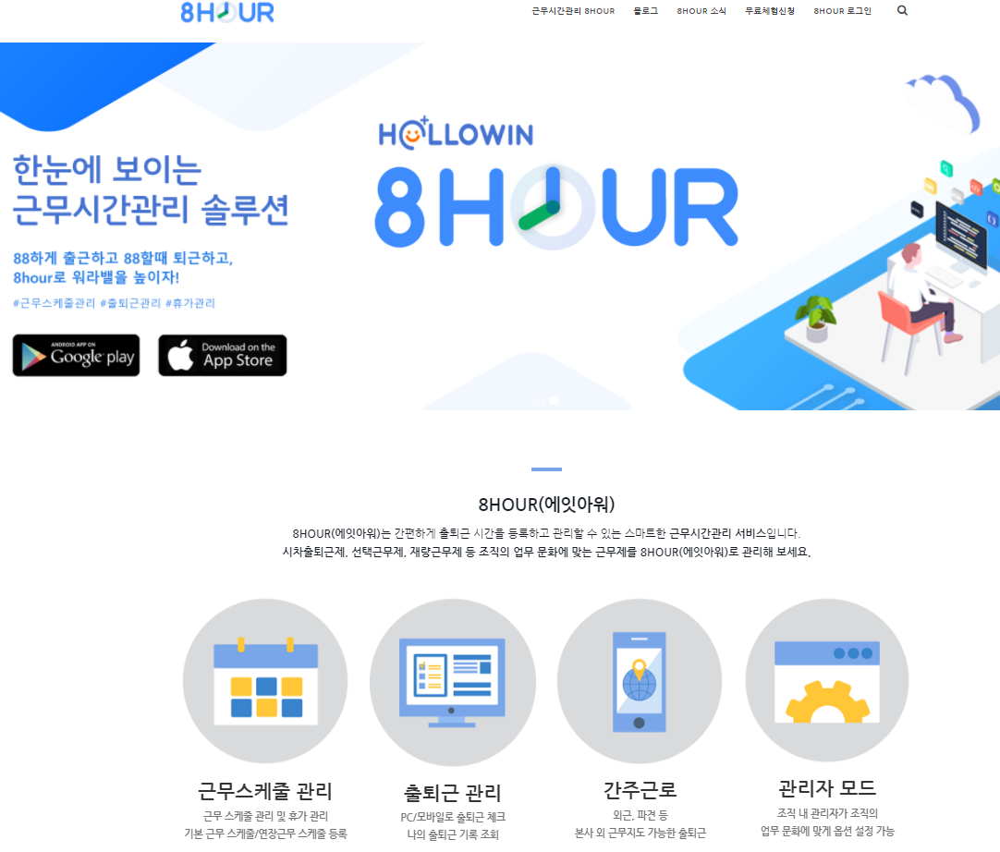 8HOUR
근무시간관리 8HOUR
블로그
8HOUR 소식
무료체험신청
8HOUR 로그인
한눈에 보이는
근무시간관리 솔루션
88하게 출근하고 88할때 퇴근하고,
8hour로 워라밸을 높이자!
#근무스케줄관리 #출퇴근관리 #휴가관리
ANDROID APP ON
Google play
Download on the
App Store
HOLLOWIN
8HOUR
8HOUR(에잇아워)
8HOUR(에잇아워)는 간편하게 출퇴근 시간을 등록하고 관리할 수 있는 스마트한 근무시간관리 서비스입니다.
시차출퇴근제, 선택근무제, 재량근무제 등 조직의 업무 문화에 맞는 근무제를 8HOUR(에잇아워)로 관리해 보세요.
근무스케줄 관리
근무 스케줄 관리 및 휴가 관리
기본 근무 스케줄/연장근무 스케줄 등록
출퇴근 관리
PC/모바일로 출퇴근 체크
나의 출퇴근 기록 조회
간주근로
외근, 파견 등
본사 외 근무지도 가능한 출퇴근
관리자 모드
조직 내 관리자가 조직의
업무 문화에 맞게 옵션 설정 가능